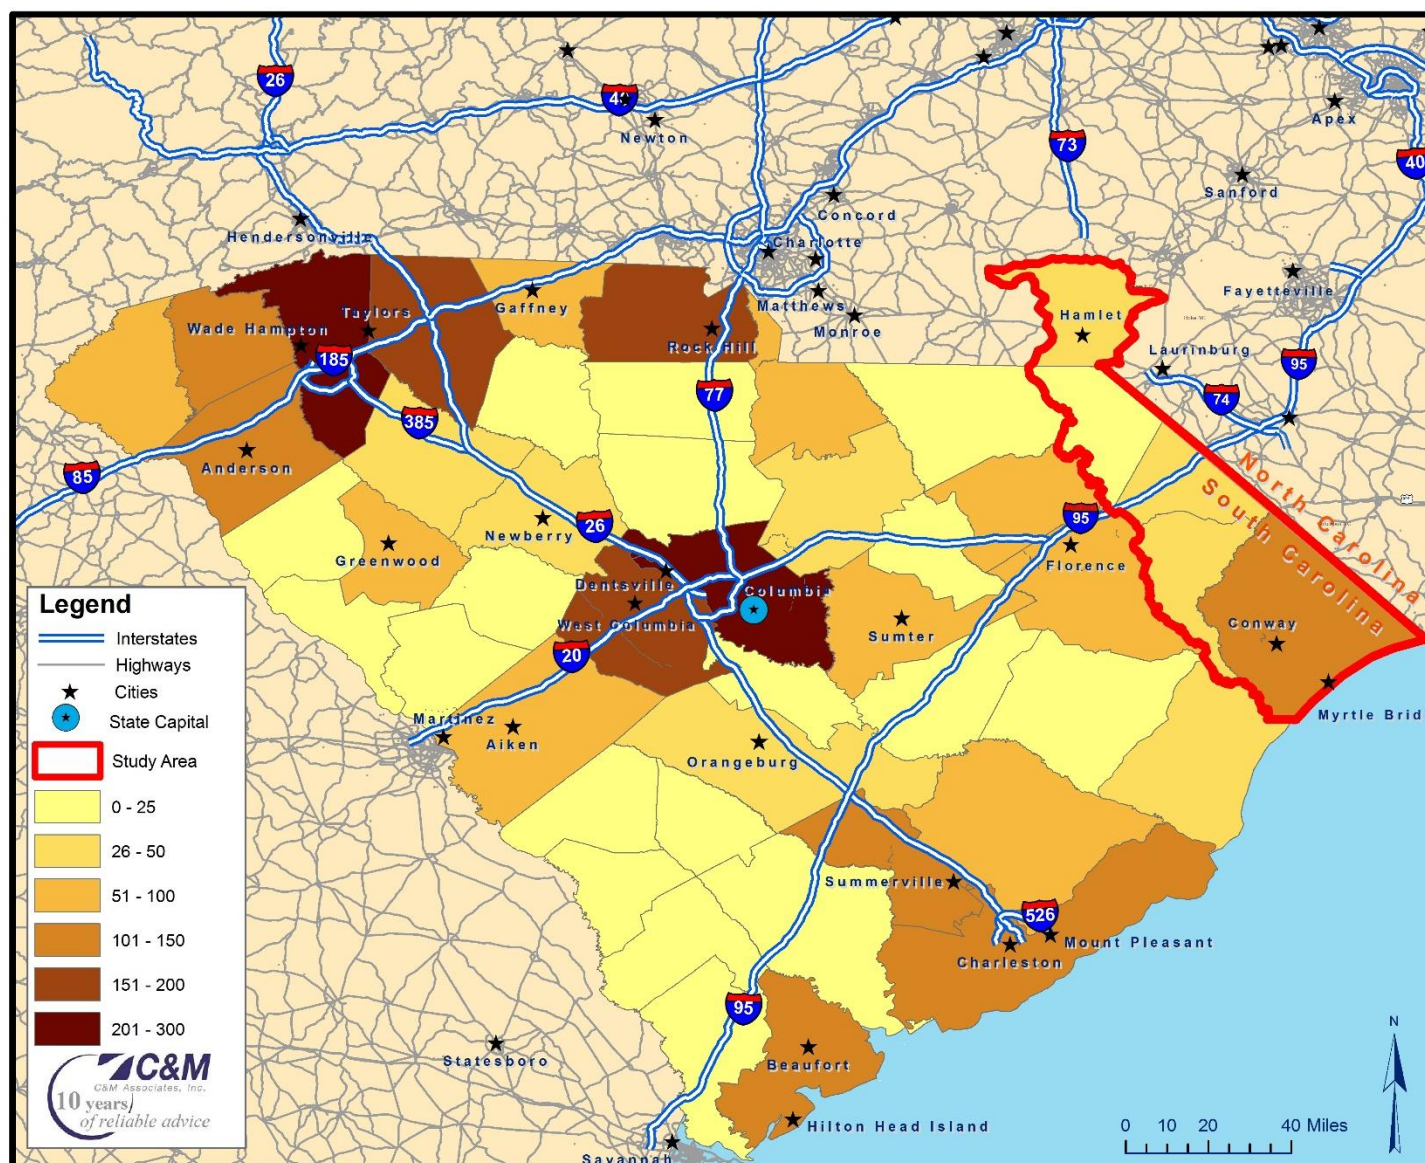 26
40
Newton
73
Apex
40
Sanford
Concord
Hendersonville
Charlotte
Fayetteville
Matthews
Monroe
Gaffney
Taylors
Wade Hampton
Rock Hill
Hamlet
Laurinburg
185
95
77
74
385
Anderson
85
North Carolina
South Carolina
26
95
Newberry
Greenwood
Florence
Dentsville
Columbia
West Columbia
Sumter
Conway
20
Martinez
Aiken
Myrtle Brid
Orangeburg
Summerville
526
Mount Pleasant
Charleston
95
Statesboro
Beaufort
Hilton Head Island
Savannah
Legend
Interstates
Highways
Cities
State Capital
Study Area
0 - 25
26 - 50
51 - 100
101 - 150
151 - 200
201 - 300
C&M
C&M Associates, Inc.
10 years
of reliable advice
N
0 10 20 40 Miles